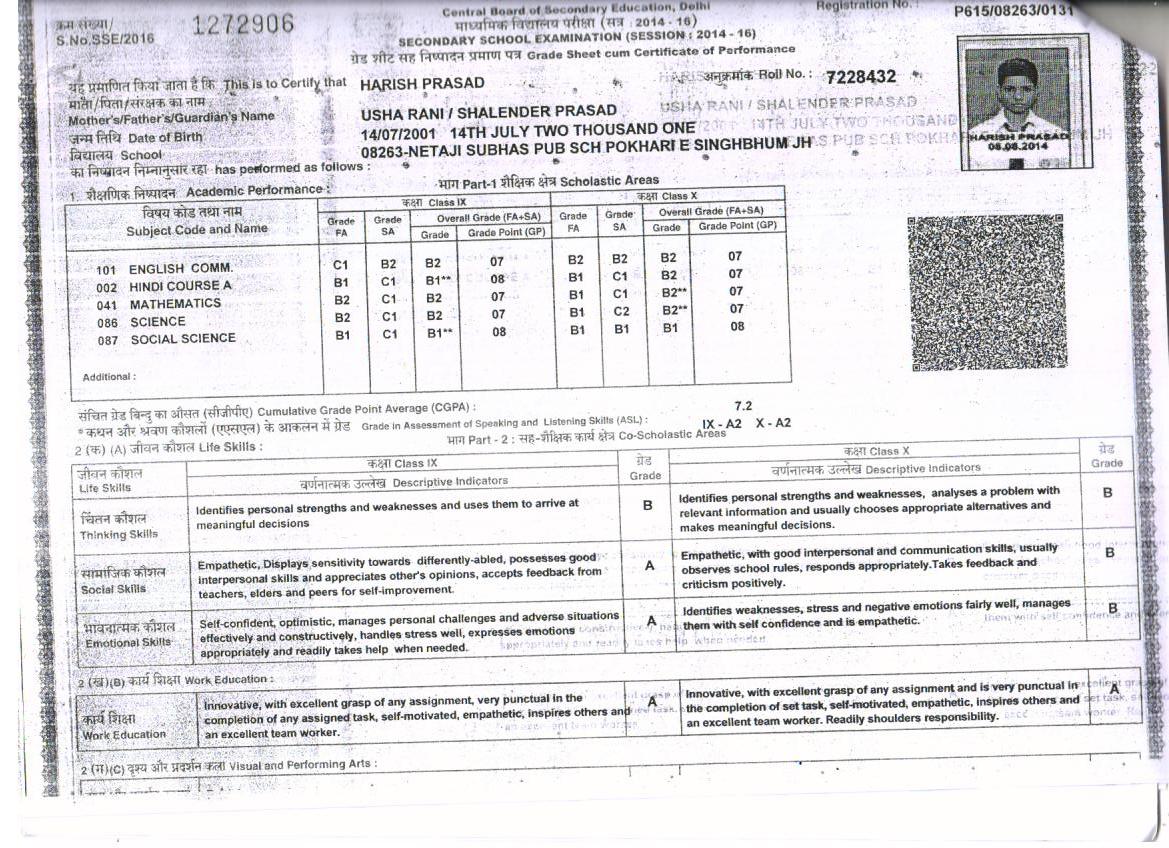 क्रम संख्या/
S.No.SSE/2016 1272906
Central Board of Secondary Education, Delhi
Registration No. : P615/08263/0131
माध्यमिक विद्यालय परीक्षा (सत्र : 2014 - 16)
SECONDARY SCHOOL EXAMINATION (SESSION : 2014 - 16)
ग्रेड शीट सह निष्पादन प्रमाण पत्र Grade Sheet cum Certificate of Performance
यह प्रमाणित किया जाता है कि This is to Certify that HARISH PRASAD अनुक्रमांक Roll No. : 7228432
माता/पिता/संरक्षक का नाम
Mother's/Father's/Guardian's Name USHA RANI / SHALENDER PRASAD
जन्म तिथि Date of Birth 14/07/2001 14TH JULY TWO THOUSAND ONE
विद्यालय School 08263-NETAJI SUBHAS PUB SCH POKHARI E SINGHBHUM JH
HARISH PRASAD
08.08.2014
का निष्पादन निम्नानुसार रहा has performed as follows :
1. शैक्षणिक निष्पादन Academic Performance : भाग Part-1 शैक्षिक क्षेत्र Scholastic Areas
विषय कोड तथा नाम
Subject Code and Name
कक्षा Class IX कक्षा Class X
Grade FA Grade SA Overall Grade (FA+SA) Grade FA Grade SA Overall Grade (FA+SA)
Grade Grade Point (GP) Grade Grade Point (GP)
101 ENGLISH COMM. C1 B2 B2 07 B2 B2 B2 07
002 HINDI COURSE A B1 C1 B1** 08 B1 C1 B2 07
041 MATHEMATICS B2 C1 B2 07 B1 C1 B2** 07
086 SCIENCE B2 C1 B2 07 B1 C2 B2** 07
087 SOCIAL SCIENCE B1 C1 B1** 08 B1 B1 B1 08
Additional :
संचित ग्रेड बिन्दु का औसत (सीजीपीए) Cumulative Grade Point Average (CGPA) : 7.2
*कथन और श्रवण कौशलों (एएसएल) के आकलन में ग्रेड Grade in Assessment of Speaking and Listening Skills (ASL) : IX - A2 X - A2
2 (क) (A) जीवन कौशल Life Skills : भाग Part - 2 : सह-शैक्षिक कार्य क्षेत्र Co-Scholastic Areas
जीवन कौशल
Life Skills
कक्षा Class IX ग्रेड Grade कक्षा Class X ग्रेड Grade
वर्णनात्मक उल्लेख Descriptive Indicators वर्णनात्मक उल्लेख Descriptive Indicators
चिंतन कौशल
Thinking Skills
Identifies personal strengths and weaknesses and uses them to arrive at
meaningful decisions
B
Identifies personal strengths and weaknesses, analyses a problem with
relevant information and usually chooses appropriate alternatives and
makes meaningful decisions.
B
सामाजिक कौशल
Social Skills
Empathetic, Displays sensitivity towards differently-abled, possesses good
interpersonal skills and appreciates other's opinions, accepts feedback from
teachers, elders and peers for self-improvement.
A
Empathetic, with good interpersonal and communication skills, usually
observes school rules, responds appropriately.Takes feedback and
criticism positively.
B
भावनात्मक कौशल
Emotional Skills
Self-confident, optimistic, manages personal challenges and adverse situations
effectively and constructively, handles stress well, expresses emotions
appropriately and readily takes help when needed.
A
Identifies weaknesses, stress and negative emotions fairly well, manages
them with self confidence and is empathetic.
B
2 (ख)(B) कार्य शिक्षा Work Education :
कार्य शिक्षा
Work Education
Innovative, with excellent grasp of any assignment, very punctual in the
completion of any assigned task, self-motivated, empathetic, inspires others and
an excellent team worker.
A
Innovative, with excellent grasp of any assignment and is very punctual in
the completion of set task, self-motivated, empathetic, inspires others and
an excellent team worker. Readily shoulders responsibility.
A
2 (ग)(C) दृश्य और प्रदर्शन कला Visual and Performing Arts :